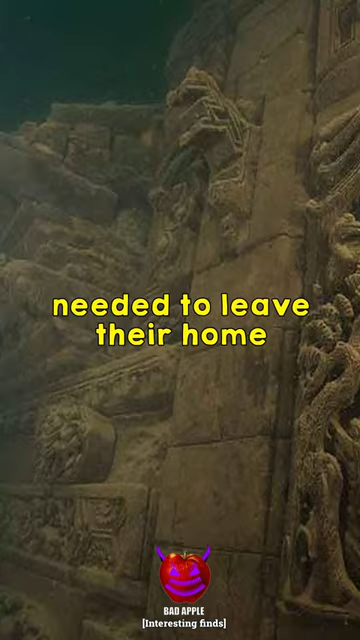 needed to leave
their home
BAD APPLE
[Interesting finds]